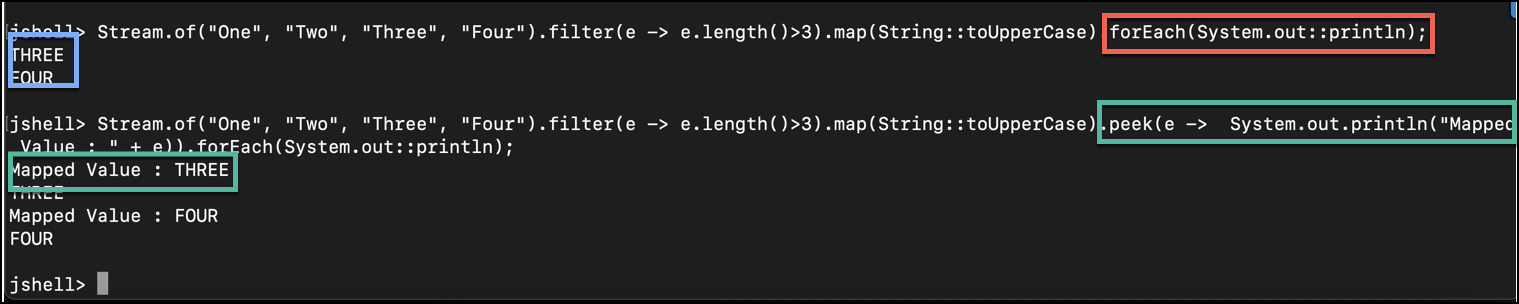 jshell> Stream.of("One", "Two", "Three", "Four").filter(e -> e.length()>3).map(String::toUpperCase).forEach(System.out::println);
THREE
FOUR
jshell> Stream.of("One", "Two", "Three", "Four").filter(e -> e.length()>3).map(String::toUpperCase).peek(e ->  System.out.println("Mapped
 Value : " + e)).forEach(System.out::println);
Mapped Value : THREE
THREE
Mapped Value : FOUR
FOUR
jshell>